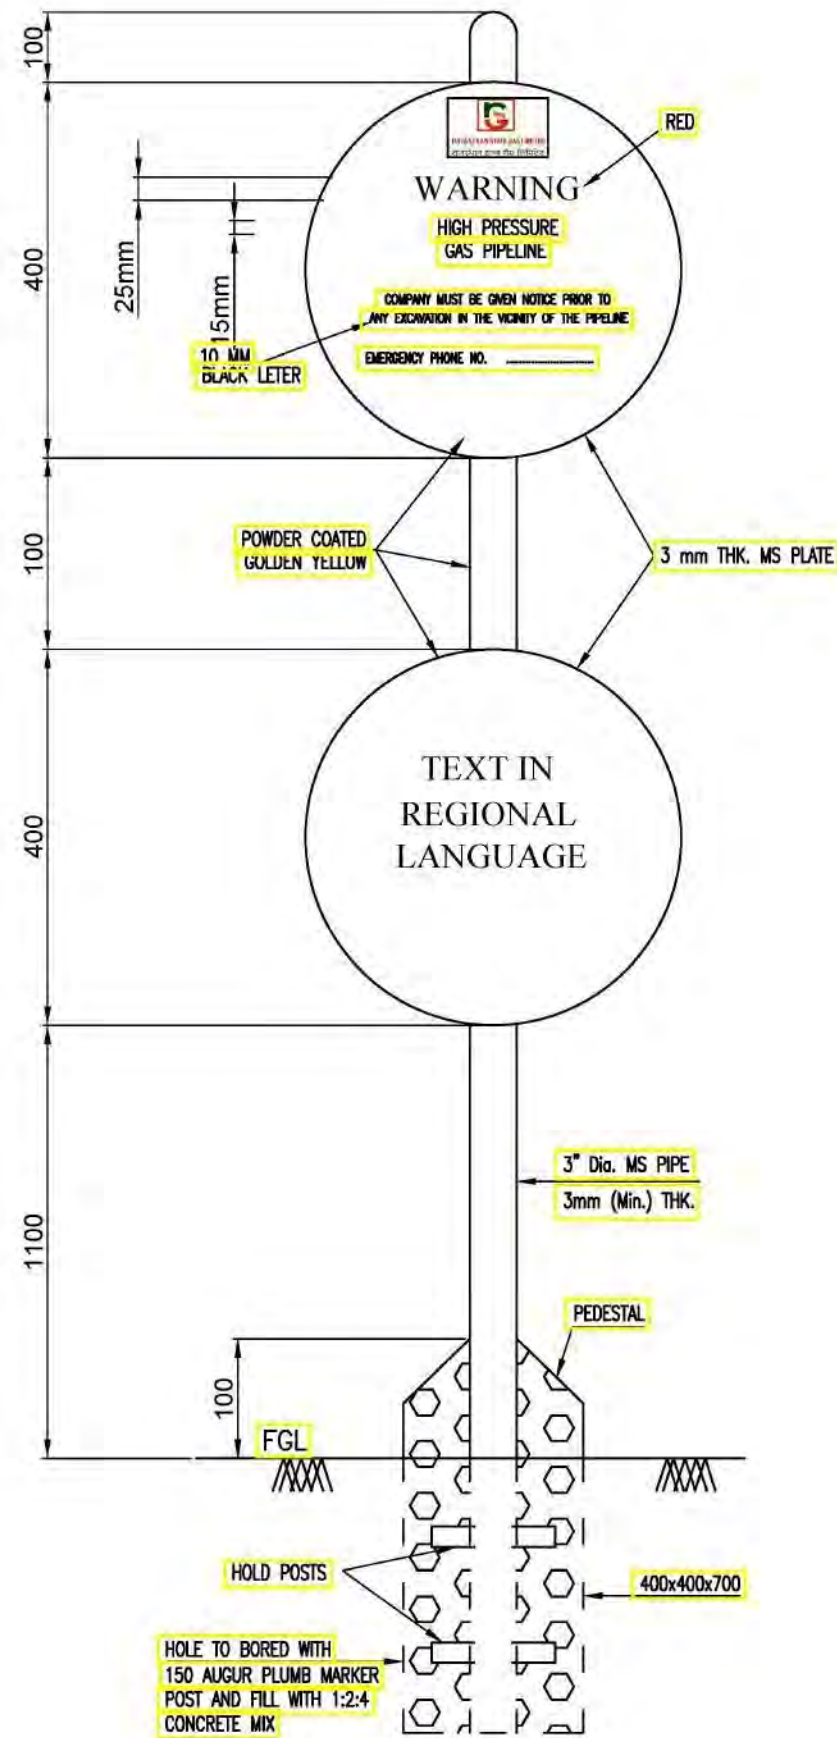 100
RED
WARNING
HIGH PRESSURE
GAS PIPELINE
400
25mm
15mm
COMPANY MUST BE GIVEN NOTICE PRIOR TO
ANY EXCAVATION IN THE VICINITY OF THE PIPELINE
10 MM
BLACK LETER
EMERGENCY PHONE NO.
100
POWDER COATED
GOLDEN YELLOW
3 mm THK. MS PLATE
400
TEXT IN
REGIONAL
LANGUAGE
1100
3" Dia. MS PIPE
3mm (Min.) THK.
PEDESTAL
100
FGL
HOLD POSTS
400x400x700
HOLE TO BORED WITH
150 AUGUR PLUMB MARKER
POST AND FILL WITH 1:2:4
CONCRETE MIX